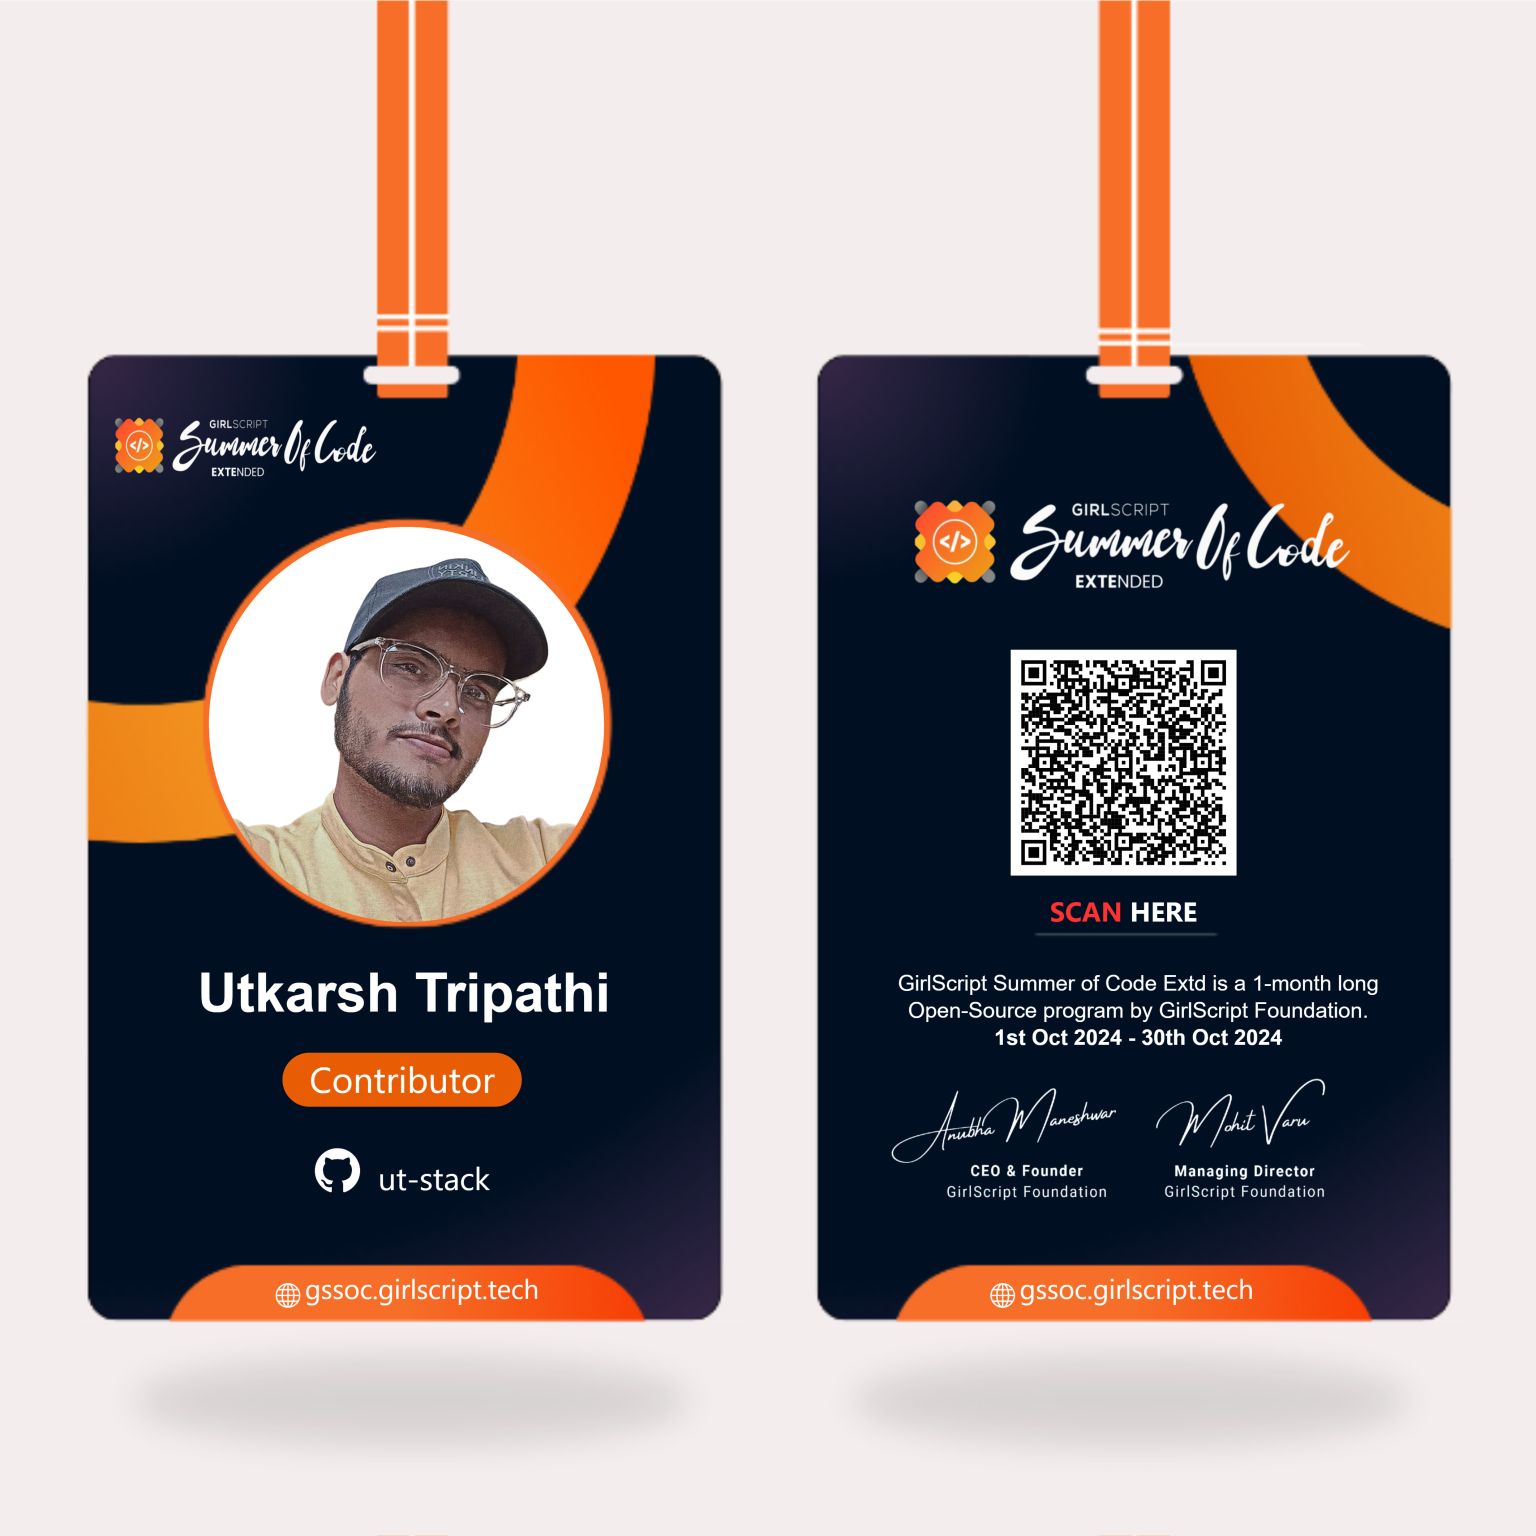 GIRLSCRIPT
Summer Of Code
EXTENDED
Utkarsh Tripathi
Contributor
ut-stack
gssoc.girlscript.tech
GIRLSCRIPT
Summer Of Code
EXTENDED
SCAN HERE
GirlScript Summer of Code Extd is a 1-month long
Open-Source program by GirlScript Foundation.
1st Oct 2024 - 30th Oct 2024
Anubha Maneshwar
CEO & Founder
GirlScript Foundation
Mohit Varu
Managing Director
GirlScript Foundation
gssoc.girlscript.tech